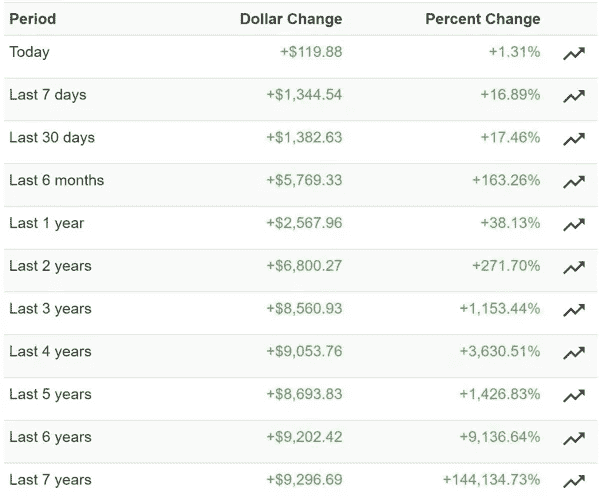 Period Dollar Change Percent Change
Today +$119.88 +1.31%
Last 7 days +$1,344.54 +16.89%
Last 30 days +$1,382.63 +17.46%
Last 6 months +$5,769.33 +163.26%
Last 1 year +$2,567.96 +38.13%
Last 2 years +$6,800.27 +271.70%
Last 3 years +$8,560.93 +1,153.44%
Last 4 years +$9,053.76 +3,630.51%
Last 5 years +$8,693.83 +1,426.83%
Last 6 years +$9,202.42 +9,136.64%
Last 7 years +$9,296.69 +144,134.73%